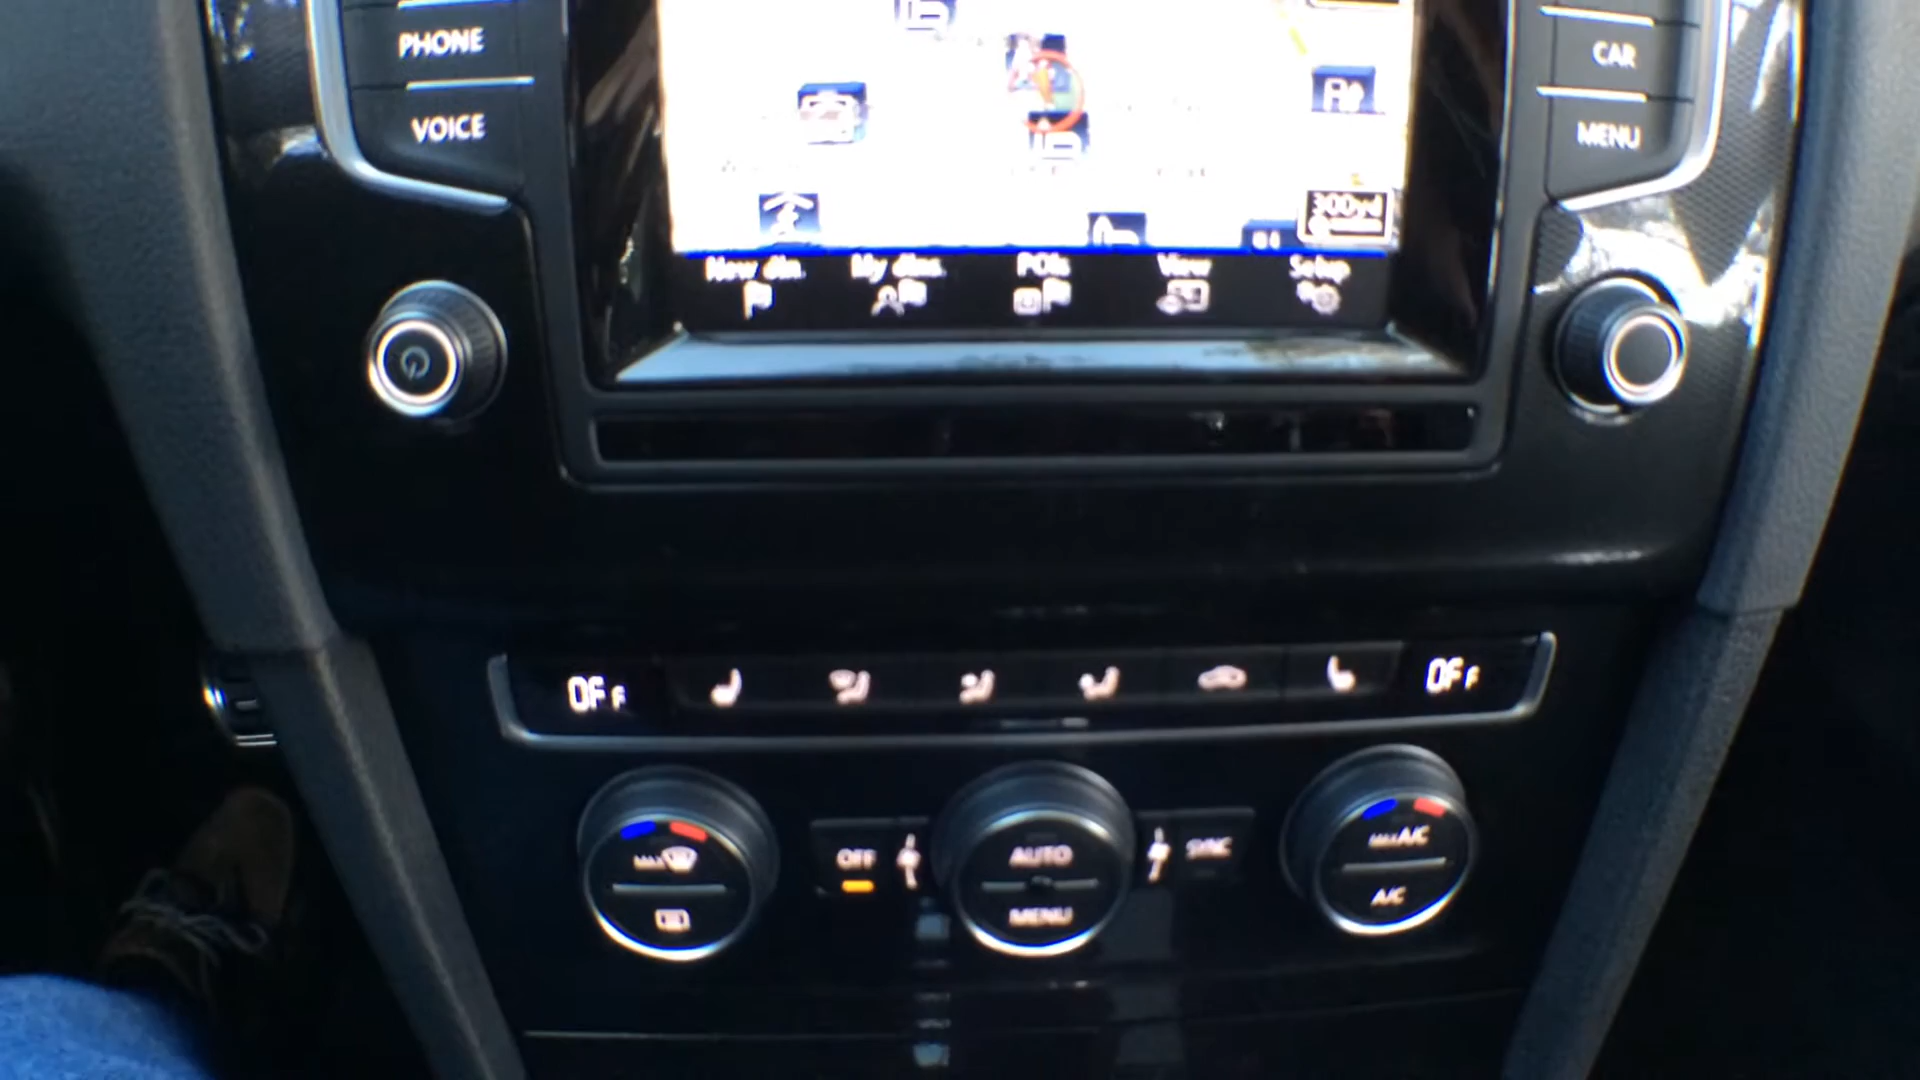 PHONE
CAR
VOICE
MENU
300yd
New dn.
My dns.
POIs
View
Setup
OFF
OFF
MAX
OFF
AUTO
MENU
SYNC
MAX A/C
A/C